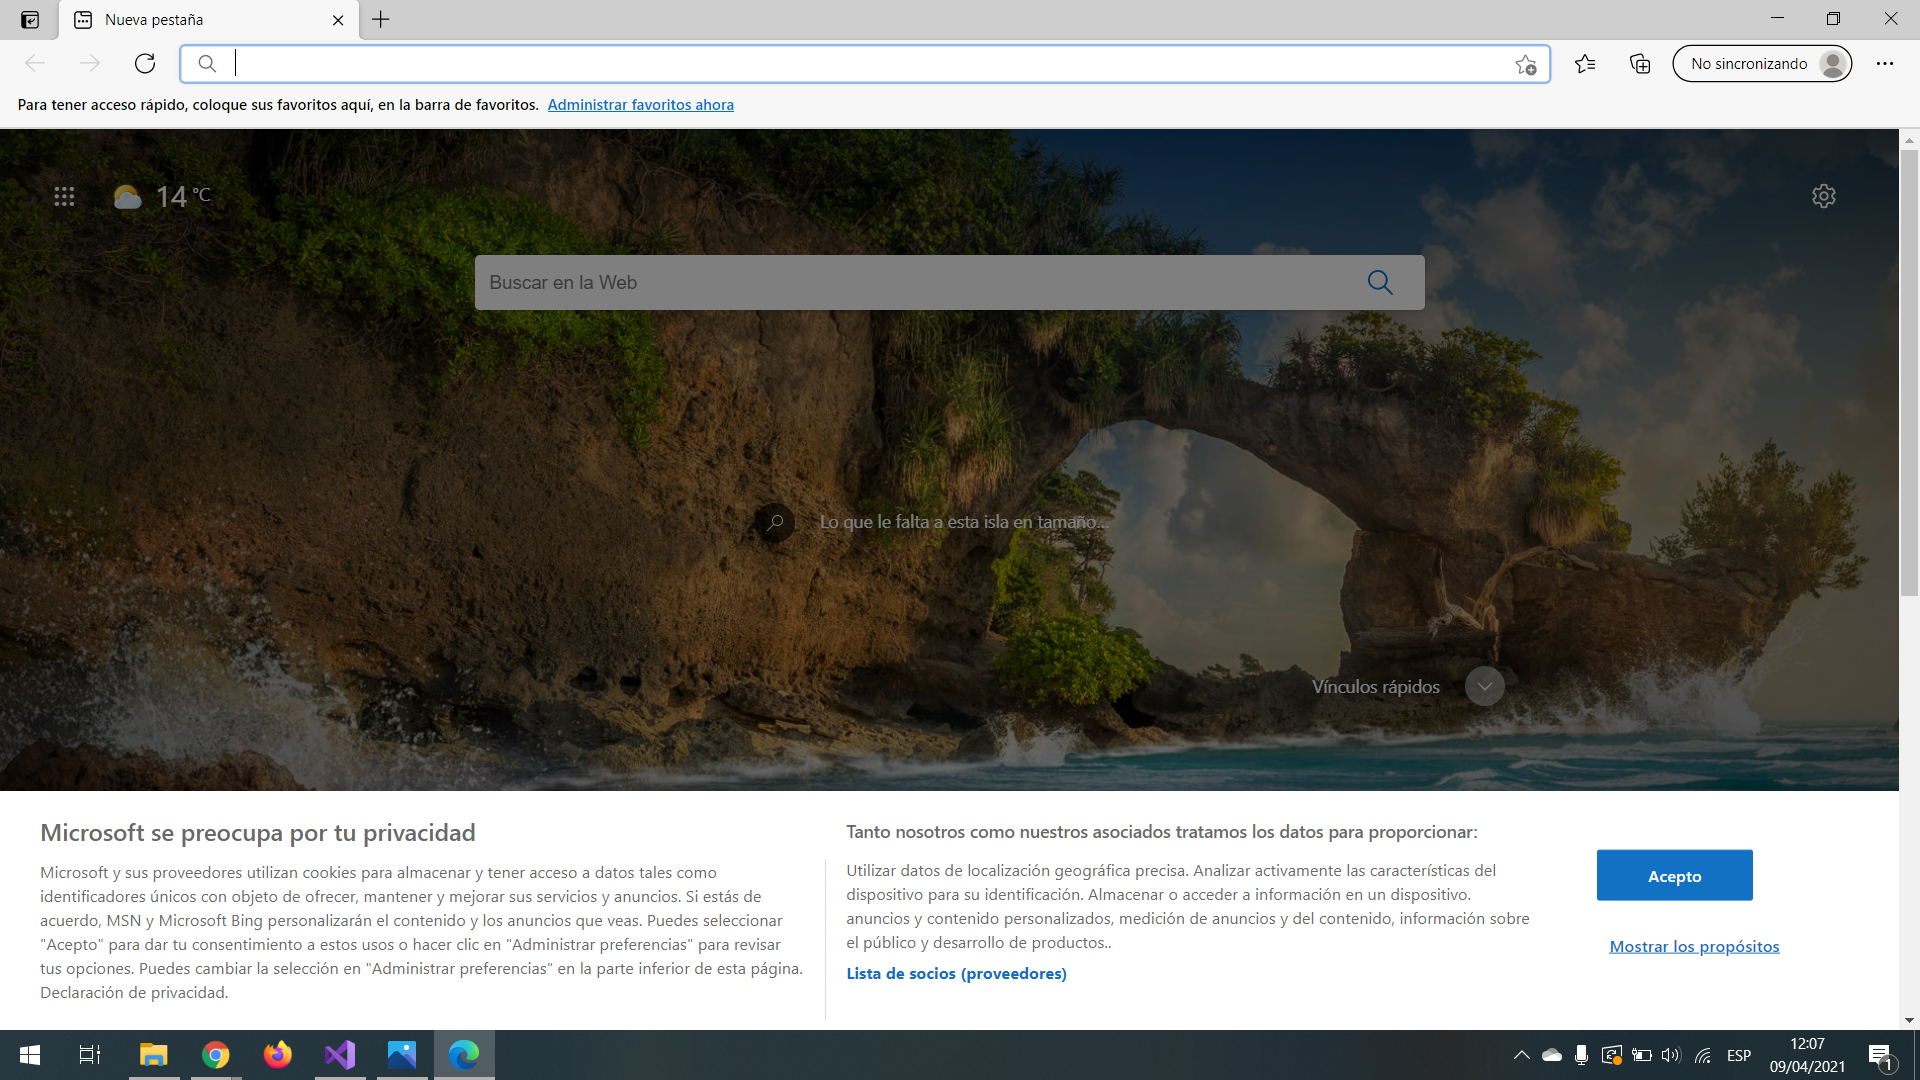 Nueva pestaña
No sincronizando
Para tener acceso rápido, coloque sus favoritos aquí, en la barra de favoritos. Administrar favoritos ahora
14 °C
Buscar en la Web
Lo que le falta a esta isla en tamaño...
Vínculos rápidos
Microsoft se preocupa por tu privacidad
Microsoft y sus proveedores utilizan cookies para almacenar y tener acceso a datos tales como
identificadores únicos con objeto de ofrecer, mantener y mejorar sus servicios y anuncios. Si estás de
acuerdo, MSN y Microsoft Bing personalizarán el contenido y los anuncios que veas. Puedes seleccionar
"Acepto" para dar tu consentimiento a estos usos o hacer clic en "Administrar preferencias" para revisar
tus opciones. Puedes cambiar la selección en "Administrar preferencias" en la parte inferior de esta página.
Declaración de privacidad.
Tanto nosotros como nuestros asociados tratamos los datos para proporcionar:
Utilizar datos de localización geográfica precisa. Analizar activamente las características del
dispositivo para su identificación. Almacenar o acceder a información en un dispositivo.
anuncios y contenido personalizados, medición de anuncios y del contenido, información sobre
el público y desarrollo de productos..
Lista de socios (proveedores)
Acepto
Mostrar los propósitos
ESP
12:07
09/04/2021
1